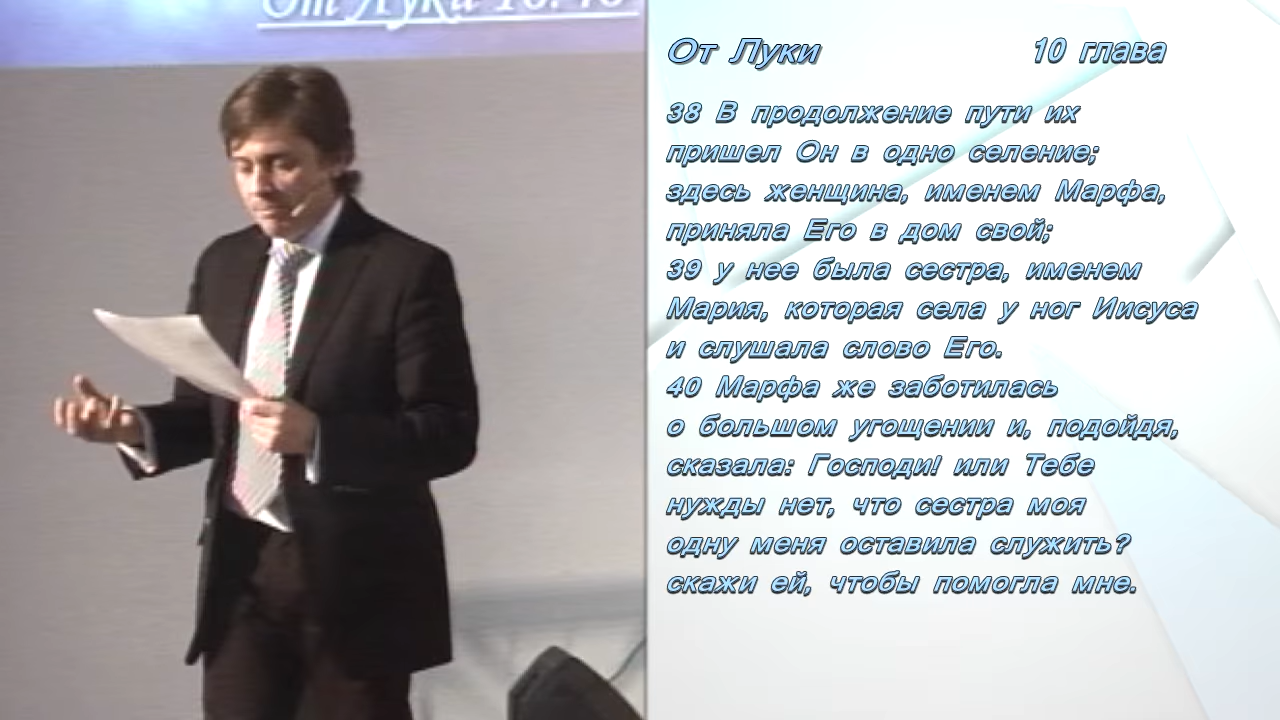 От Луки
От Луки 10 глава
38 В продолжение пути их
пришел Он в одно селение;
здесь женщина, именем Марфа,
приняла Его в дом свой;
39 у нее была сестра, именем
Мария, которая села у ног Иисуса
и слушала слово Его.
40 Марфа же заботилась
о большом угощении и, подойдя,
сказала: Господи! или Тебе
нужды нет, что сестра моя
одну меня оставила служить?
скажи ей, чтобы помогла мне.